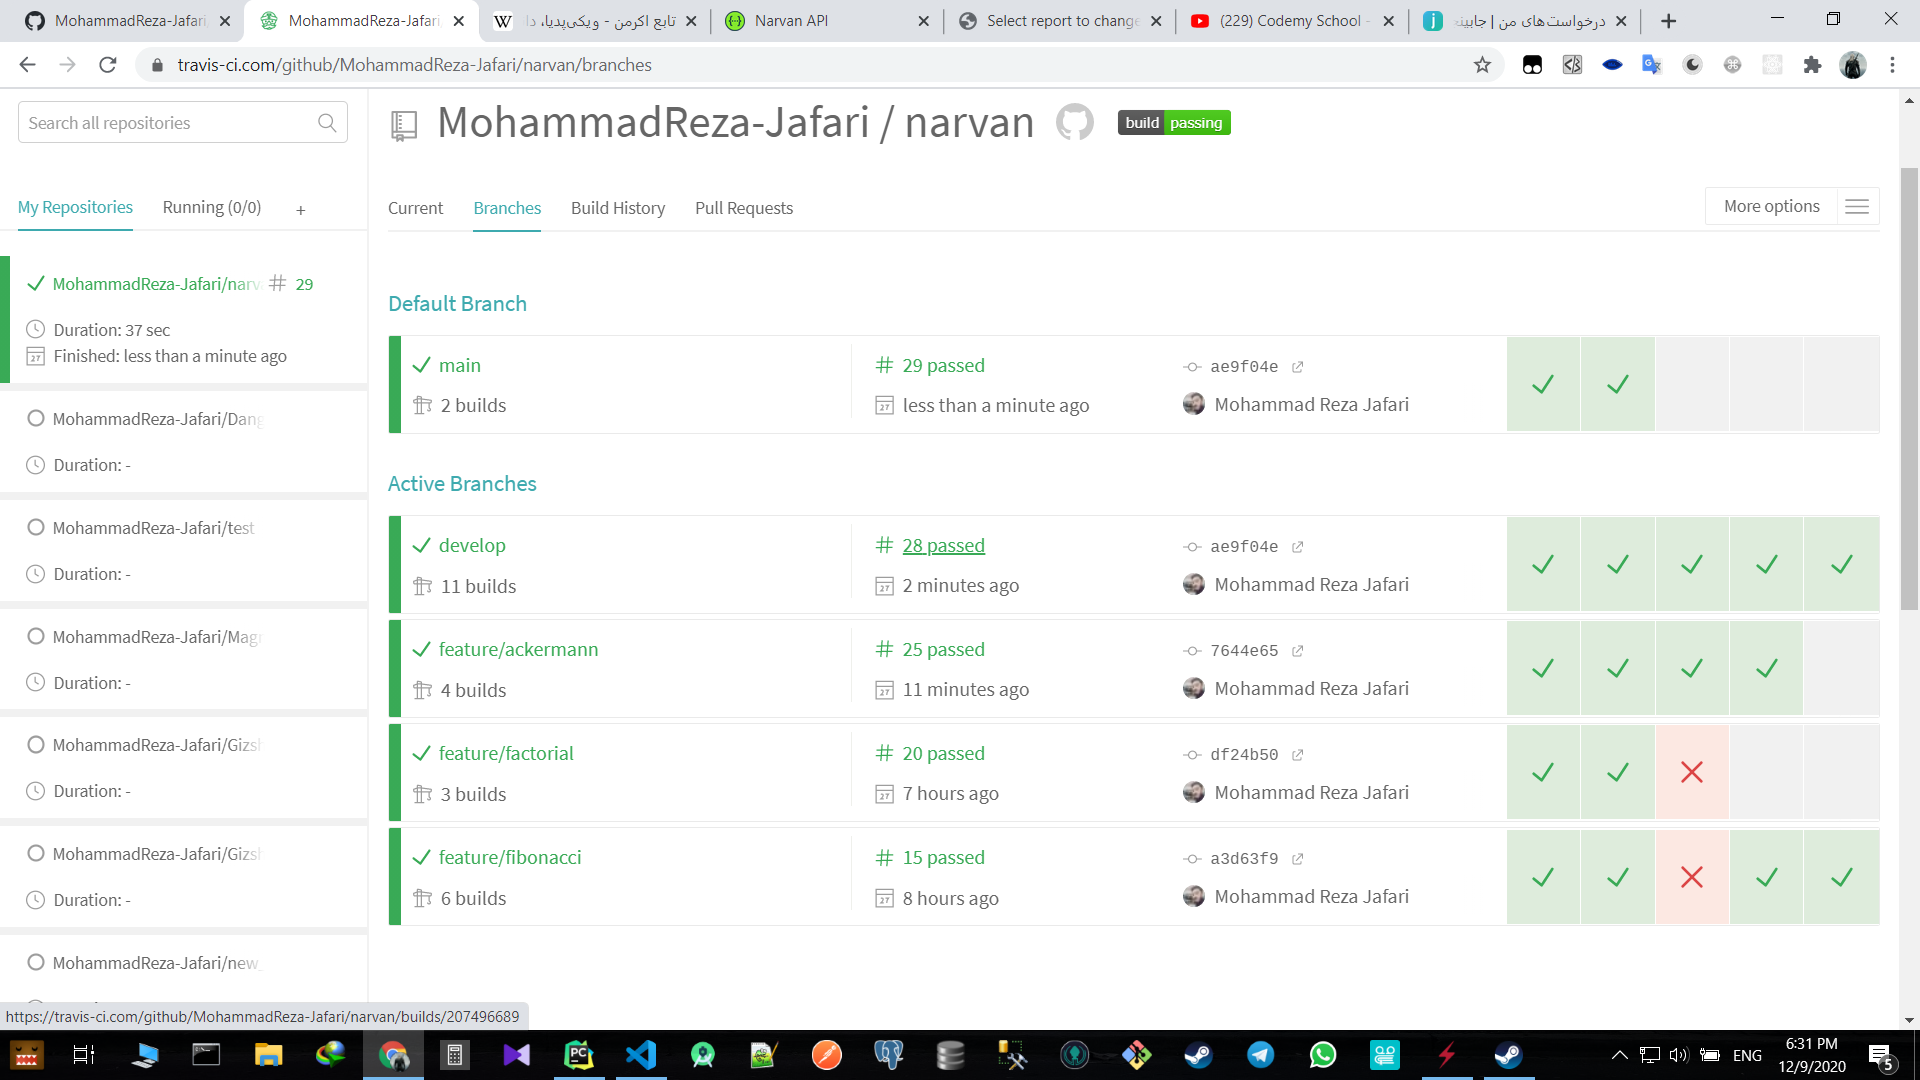 MohammadReza-Jafari
MohammadReza-Jafari
تابع اکرمن - ویکی‌پدیا، دا
Narvan API
Select report to change
(229) Codemy School -
درخواست‌های من | جابینجا
travis-ci.com/github/MohammadReza-Jafari/narvan/branches
Search all repositories
MohammadReza-Jafari / narvan
build passing
My Repositories
Running (0/0)
+
Current
Branches
Build History
Pull Requests
More options
MohammadReza-Jafari/narv
# 29
Duration: 37 sec
Finished: less than a minute ago
MohammadReza-Jafari/Dang
Duration: -
MohammadReza-Jafari/test
Duration: -
MohammadReza-Jafari/Magn
Duration: -
MohammadReza-Jafari/Gizsh
Duration: -
MohammadReza-Jafari/Gizsh
Duration: -
MohammadReza-Jafari/new_
Default Branch
main
# 29 passed
ae9f04e
2 builds
less than a minute ago
Mohammad Reza Jafari
Active Branches
develop
# 28 passed
ae9f04e
11 builds
2 minutes ago
Mohammad Reza Jafari
feature/ackermann
# 25 passed
7644e65
4 builds
11 minutes ago
Mohammad Reza Jafari
feature/factorial
# 20 passed
df24b50
3 builds
7 hours ago
Mohammad Reza Jafari
feature/fibonacci
# 15 passed
a3d63f9
6 builds
8 hours ago
Mohammad Reza Jafari
https://travis-ci.com/github/MohammadReza-Jafari/narvan/builds/207496689
ENG
6:31 PM
12/9/2020
5